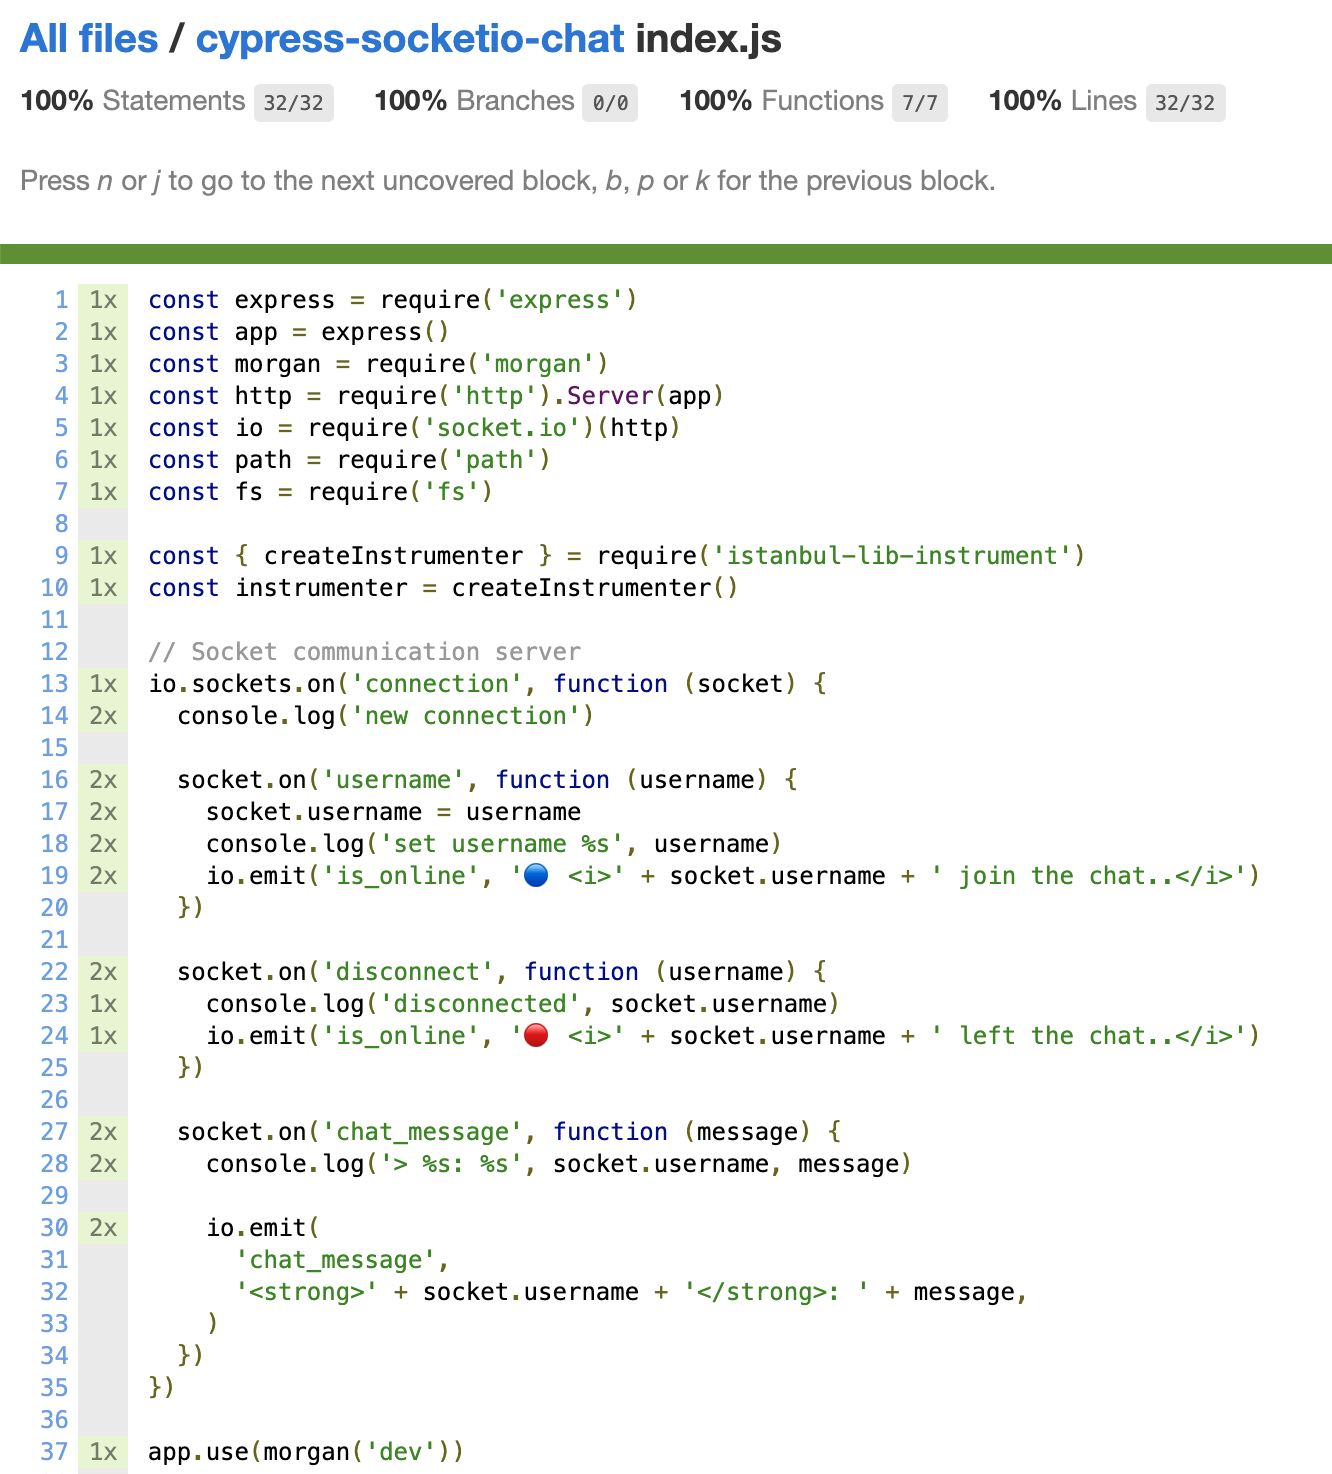 All files / cypress-socketio-chat index.js
100% Statements 32/32 100% Branches 0/0 100% Functions 7/7 100% Lines 32/32
Press n or j to go to the next uncovered block, b, p or k for the previous block.
1 1x const express = require('express')
2 1x const app = express()
3 1x const morgan = require('morgan')
4 1x const http = require('http').Server(app)
5 1x const io = require('socket.io')(http)
6 1x const path = require('path')
7 1x const fs = require('fs')
8
9 1x const { createInstrumenter } = require('istanbul-lib-instrument')
10 1x const instrumenter = createInstrumenter()
11
12 // Socket communication server
13 1x io.sockets.on('connection', function (socket) {
14 2x   console.log('new connection')
15
16 2x   socket.on('username', function (username) {
17 2x     socket.username = username
18 2x     console.log('set username %s', username)
19 2x     io.emit('is_online', '🔵 <i>' + socket.username + ' join the chat..</i>')
20   })
21
22 2x   socket.on('disconnect', function (username) {
23 1x     console.log('disconnected', socket.username)
24 1x     io.emit('is_online', '🔴 <i>' + socket.username + ' left the chat..</i>')
25   })
26
27 2x   socket.on('chat_message', function (message) {
28 2x     console.log('> %s: %s', socket.username, message)
29
30 2x     io.emit(
31       'chat_message',
32       '<strong>' + socket.username + '</strong>: ' + message,
33     )
34   })
35 })
36
37 1x app.use(morgan('dev'))